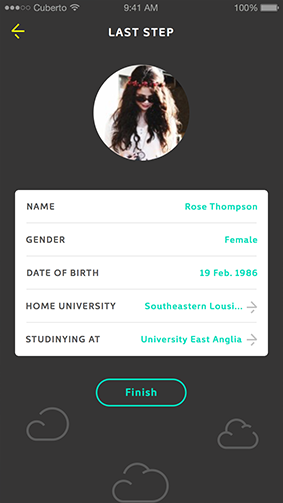 Cuberto 9:41 AM 100%
LAST STEP
NAME Rose Thompson
GENDER Female
DATE OF BIRTH 19 Feb. 1986
HOME UNIVERSITY Southeastern Lousi...
STUDINYING AT University East Anglia
Finish